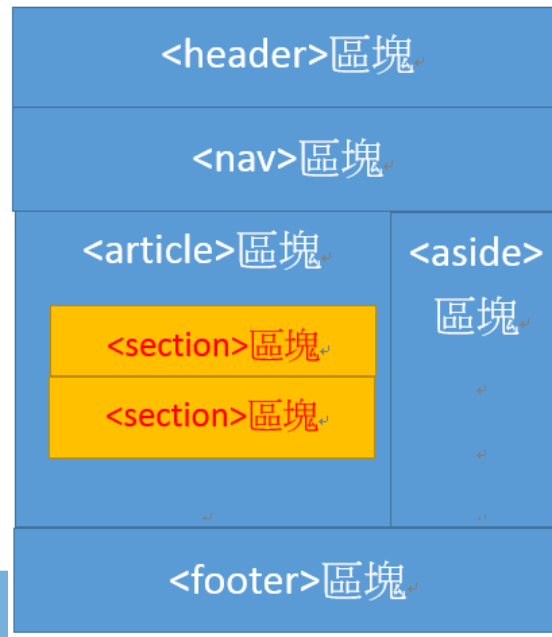 <header>區塊
<nav>區塊
<article>區塊
<section>區塊
<section>區塊
<aside>
區塊
<footer>區塊